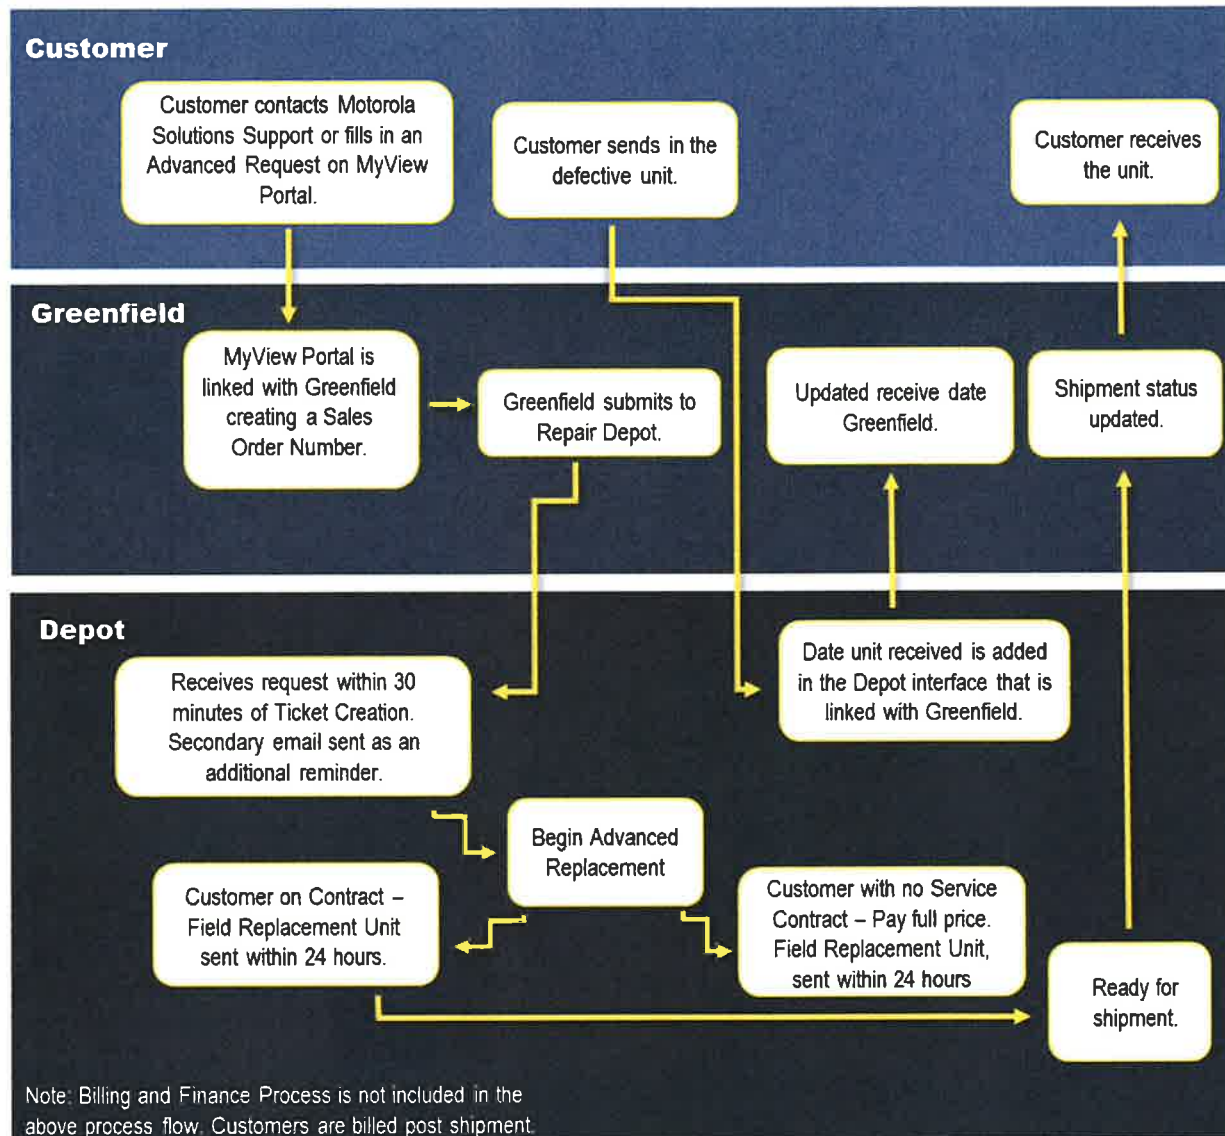 Customer
Customer contacts Motorola
Solutions Support or fills in an
Advanced Request on MyView
Portal.
Customer sends in the
defective unit.
Customer receives
the unit.
Greenfield
MyView Portal is
linked with Greenfield
creating a Sales
Order Number.
Greenfield submits to
Repair Depot.
Updated receive date
Greenfield.
Shipment status
updated.
Depot
Receives request within 30
minutes of Ticket Creation.
Secondary email sent as an
additional reminder.
Date unit received is added
in the Depot interface that is
linked with Greenfield.
Begin Advanced
Replacement
Customer on Contract –
Field Replacement Unit
sent within 24 hours.
Customer with no Service
Contract – Pay full price.
Field Replacement Unit,
sent within 24 hours
Ready for
shipment.
Note: Billing and Finance Process is not included in the
above process flow. Customers are billed post shipment.